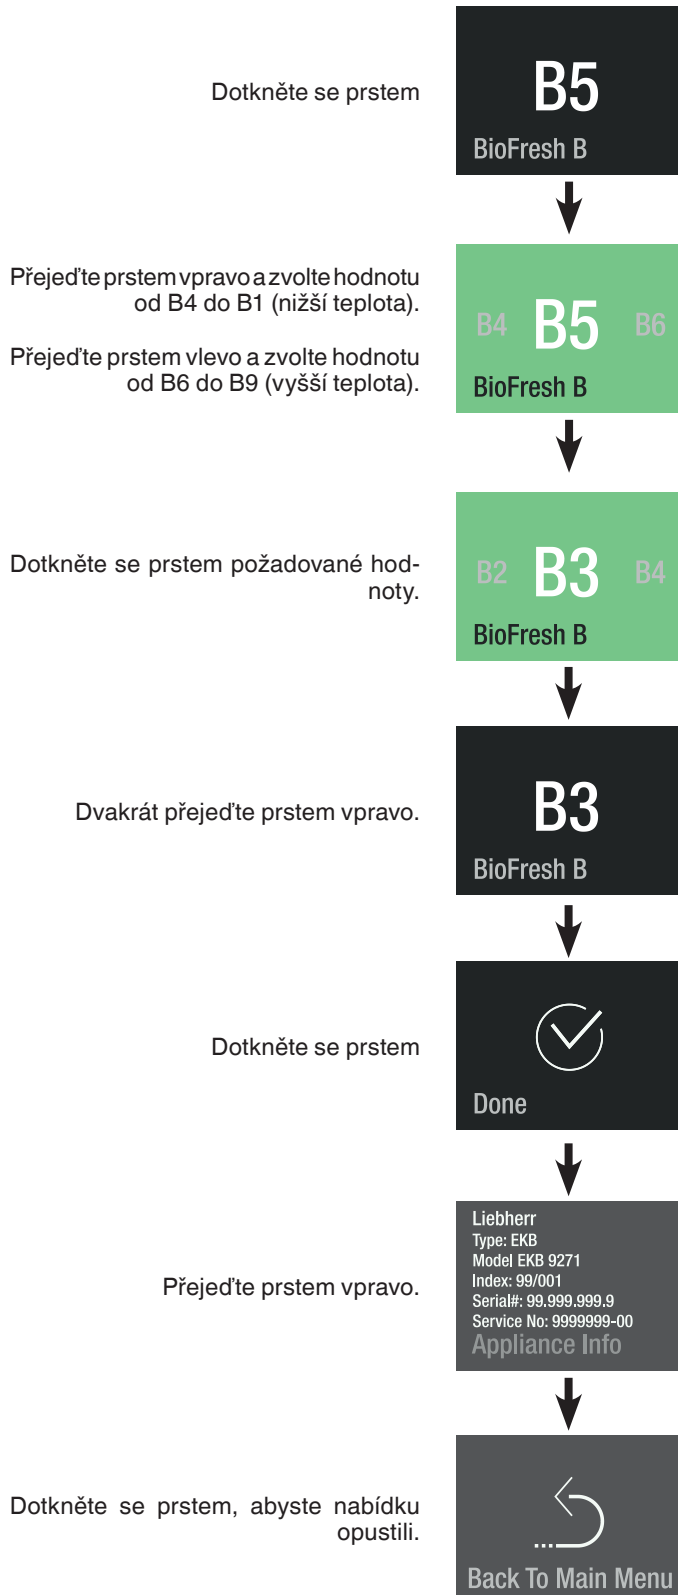 Dotkněte se prstem
B5
BioFresh B
Přejeďte prstem vpravo a zvolte hodnotu
od B4 do B1 (nižší teplota).
Přejeďte prstem vlevo a zvolte hodnotu
od B6 do B9 (vyšší teplota).
B4 B5 B6
BioFresh B
Dotkněte se prstem požadované hod-
noty.
B2 B3 B4
BioFresh B
Dvakrát přejeďte prstem vpravo.
B3
BioFresh B
Dotkněte se prstem
Done
Přejeďte prstem vpravo.
Liebherr
Type: EKB
Model EKB 9271
Index: 99/001
Serial#: 99.999.999.9
Service No: 9999999-00
Appliance Info
Dotkněte se prstem, abyste nabídku
opustili.
Back To Main Menu